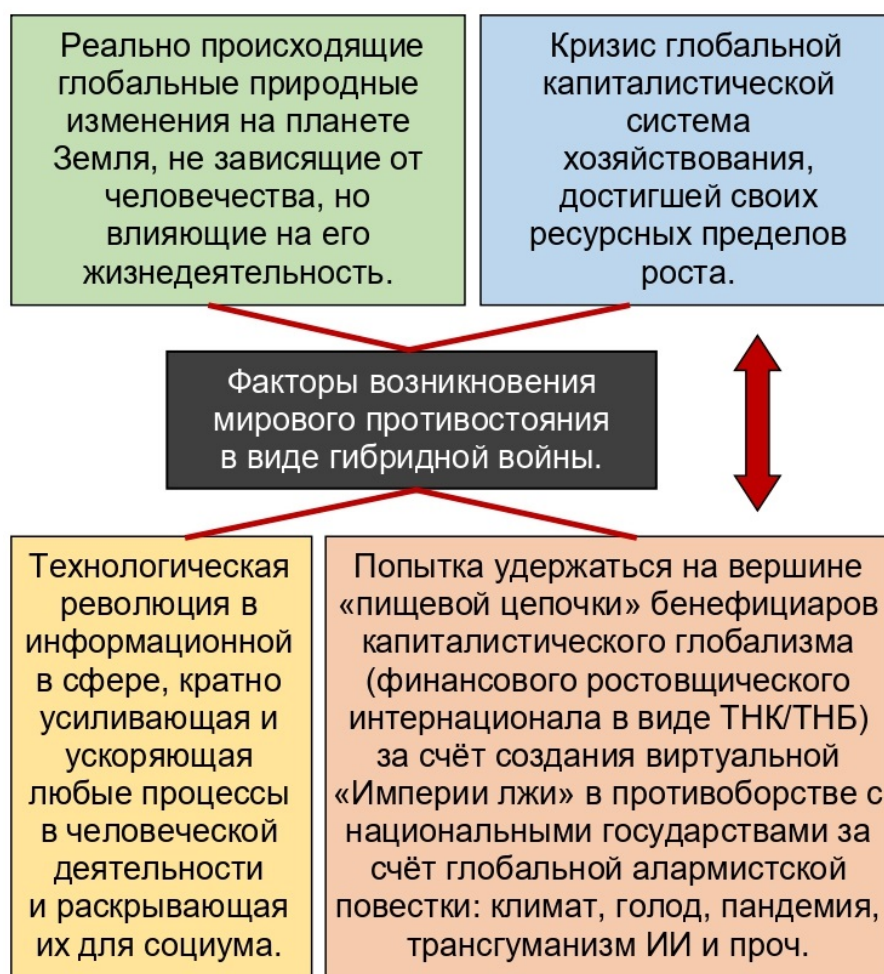 Реально происходящие
глобальные природные
изменения на планете
Земля, не зависящие от
человечества, но
влияющие на его
жизнедеятельность.
Кризис глобальной
капиталистической
система
хозяйствования,
достигшей своих
ресурсных пределов
роста.
Факторы возникновения
мирового противостояния
в виде гибридной войны.
Технологическая
революция в
информационной
в сфере, кратно
усиливающая и
ускоряющая
любые процессы
в человеческой
деятельности
и раскрывающая
их для социума.
Попытка удержаться на вершине
«пищевой цепочки» бенефициаров
капиталистического глобализма
(финансового ростовщического
интернационала в виде ТНК/ТНБ)
за счёт создания виртуальной
«Империи лжи» в противоборстве с
национальными государствами за
счёт глобальной алармистской
повестки: климат, голод, пандемия,
трансгуманизм ИИ и проч.